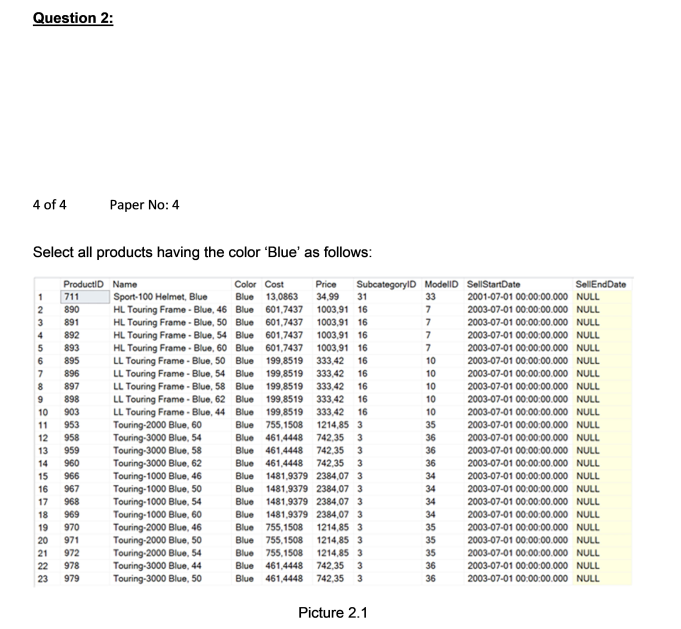 Question 2:
4 of 4 Paper No: 4
Select all products having the color ‘Blue’ as follows:
ProductID Name Color Cost Price SubcategoryID ModelID SellStartDate SellEndDate
1 711 Sport-100 Helmet, Blue Blue 13,0863 34,99 31 33 2001-07-01 00:00:00.000 NULL
2 890 HL Touring Frame - Blue, 46 Blue 601,7437 1003,91 16 7 2003-07-01 00:00:00.000 NULL
3 891 HL Touring Frame - Blue, 50 Blue 601,7437 1003,91 16 7 2003-07-01 00:00:00.000 NULL
4 892 HL Touring Frame - Blue, 54 Blue 601,7437 1003,91 16 7 2003-07-01 00:00:00.000 NULL
5 893 HL Touring Frame - Blue, 60 Blue 601,7437 1003,91 16 7 2003-07-01 00:00:00.000 NULL
6 895 LL Touring Frame - Blue, 50 Blue 199,8519 333,42 16 10 2003-07-01 00:00:00.000 NULL
7 896 LL Touring Frame - Blue, 54 Blue 199,8519 333,42 16 10 2003-07-01 00:00:00.000 NULL
8 897 LL Touring Frame - Blue, 58 Blue 199,8519 333,42 16 10 2003-07-01 00:00:00.000 NULL
9 898 LL Touring Frame - Blue, 62 Blue 199,8519 333,42 16 10 2003-07-01 00:00:00.000 NULL
10 903 LL Touring Frame - Blue, 44 Blue 199,8519 333,42 16 10 2003-07-01 00:00:00.000 NULL
11 953 Touring-2000 Blue, 60 Blue 755,1508 1214,85 3 35 2003-07-01 00:00:00.000 NULL
12 958 Touring-3000 Blue, 54 Blue 461,4448 742,35 3 36 2003-07-01 00:00:00.000 NULL
13 959 Touring-3000 Blue, 58 Blue 461,4448 742,35 3 36 2003-07-01 00:00:00.000 NULL
14 960 Touring-3000 Blue, 62 Blue 461,4448 742,35 3 36 2003-07-01 00:00:00.000 NULL
15 966 Touring-1000 Blue, 46 Blue 1481,9379 2384,07 3 34 2003-07-01 00:00:00.000 NULL
16 967 Touring-1000 Blue, 50 Blue 1481,9379 2384,07 3 34 2003-07-01 00:00:00.000 NULL
17 968 Touring-1000 Blue, 54 Blue 1481,9379 2384,07 3 34 2003-07-01 00:00:00.000 NULL
18 969 Touring-1000 Blue, 60 Blue 1481,9379 2384,07 3 34 2003-07-01 00:00:00.000 NULL
19 970 Touring-2000 Blue, 46 Blue 755,1508 1214,85 3 35 2003-07-01 00:00:00.000 NULL
20 971 Touring-2000 Blue, 50 Blue 755,1508 1214,85 3 35 2003-07-01 00:00:00.000 NULL
21 972 Touring-2000 Blue, 54 Blue 755,1508 1214,85 3 35 2003-07-01 00:00:00.000 NULL
22 978 Touring-3000 Blue, 44 Blue 461,4448 742,35 3 36 2003-07-01 00:00:00.000 NULL
23 979 Touring-3000 Blue, 50 Blue 461,4448 742,35 3 36 2003-07-01 00:00:00.000 NULL
Picture 2.1